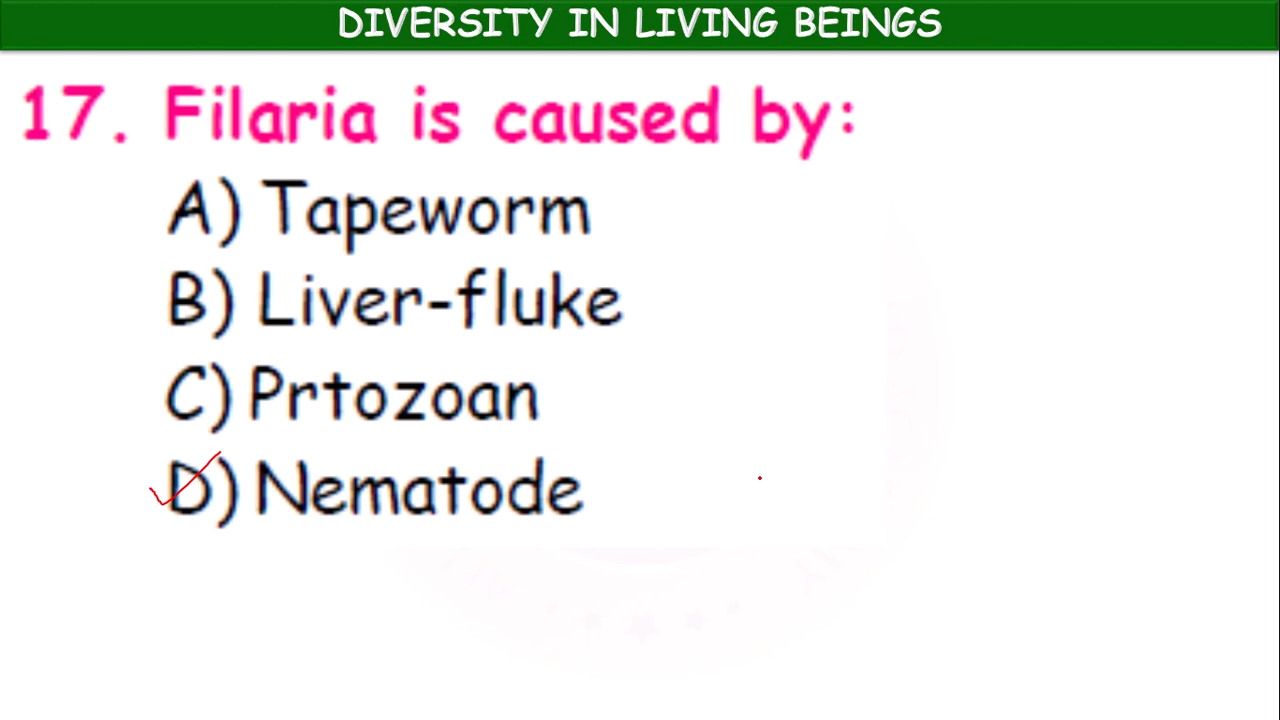 DIVERSITY IN LIVING BEINGS
17. Filaria is caused by:
A) Tapeworm
B) Liver-fluke
C) Prtozoan
D) Nematode